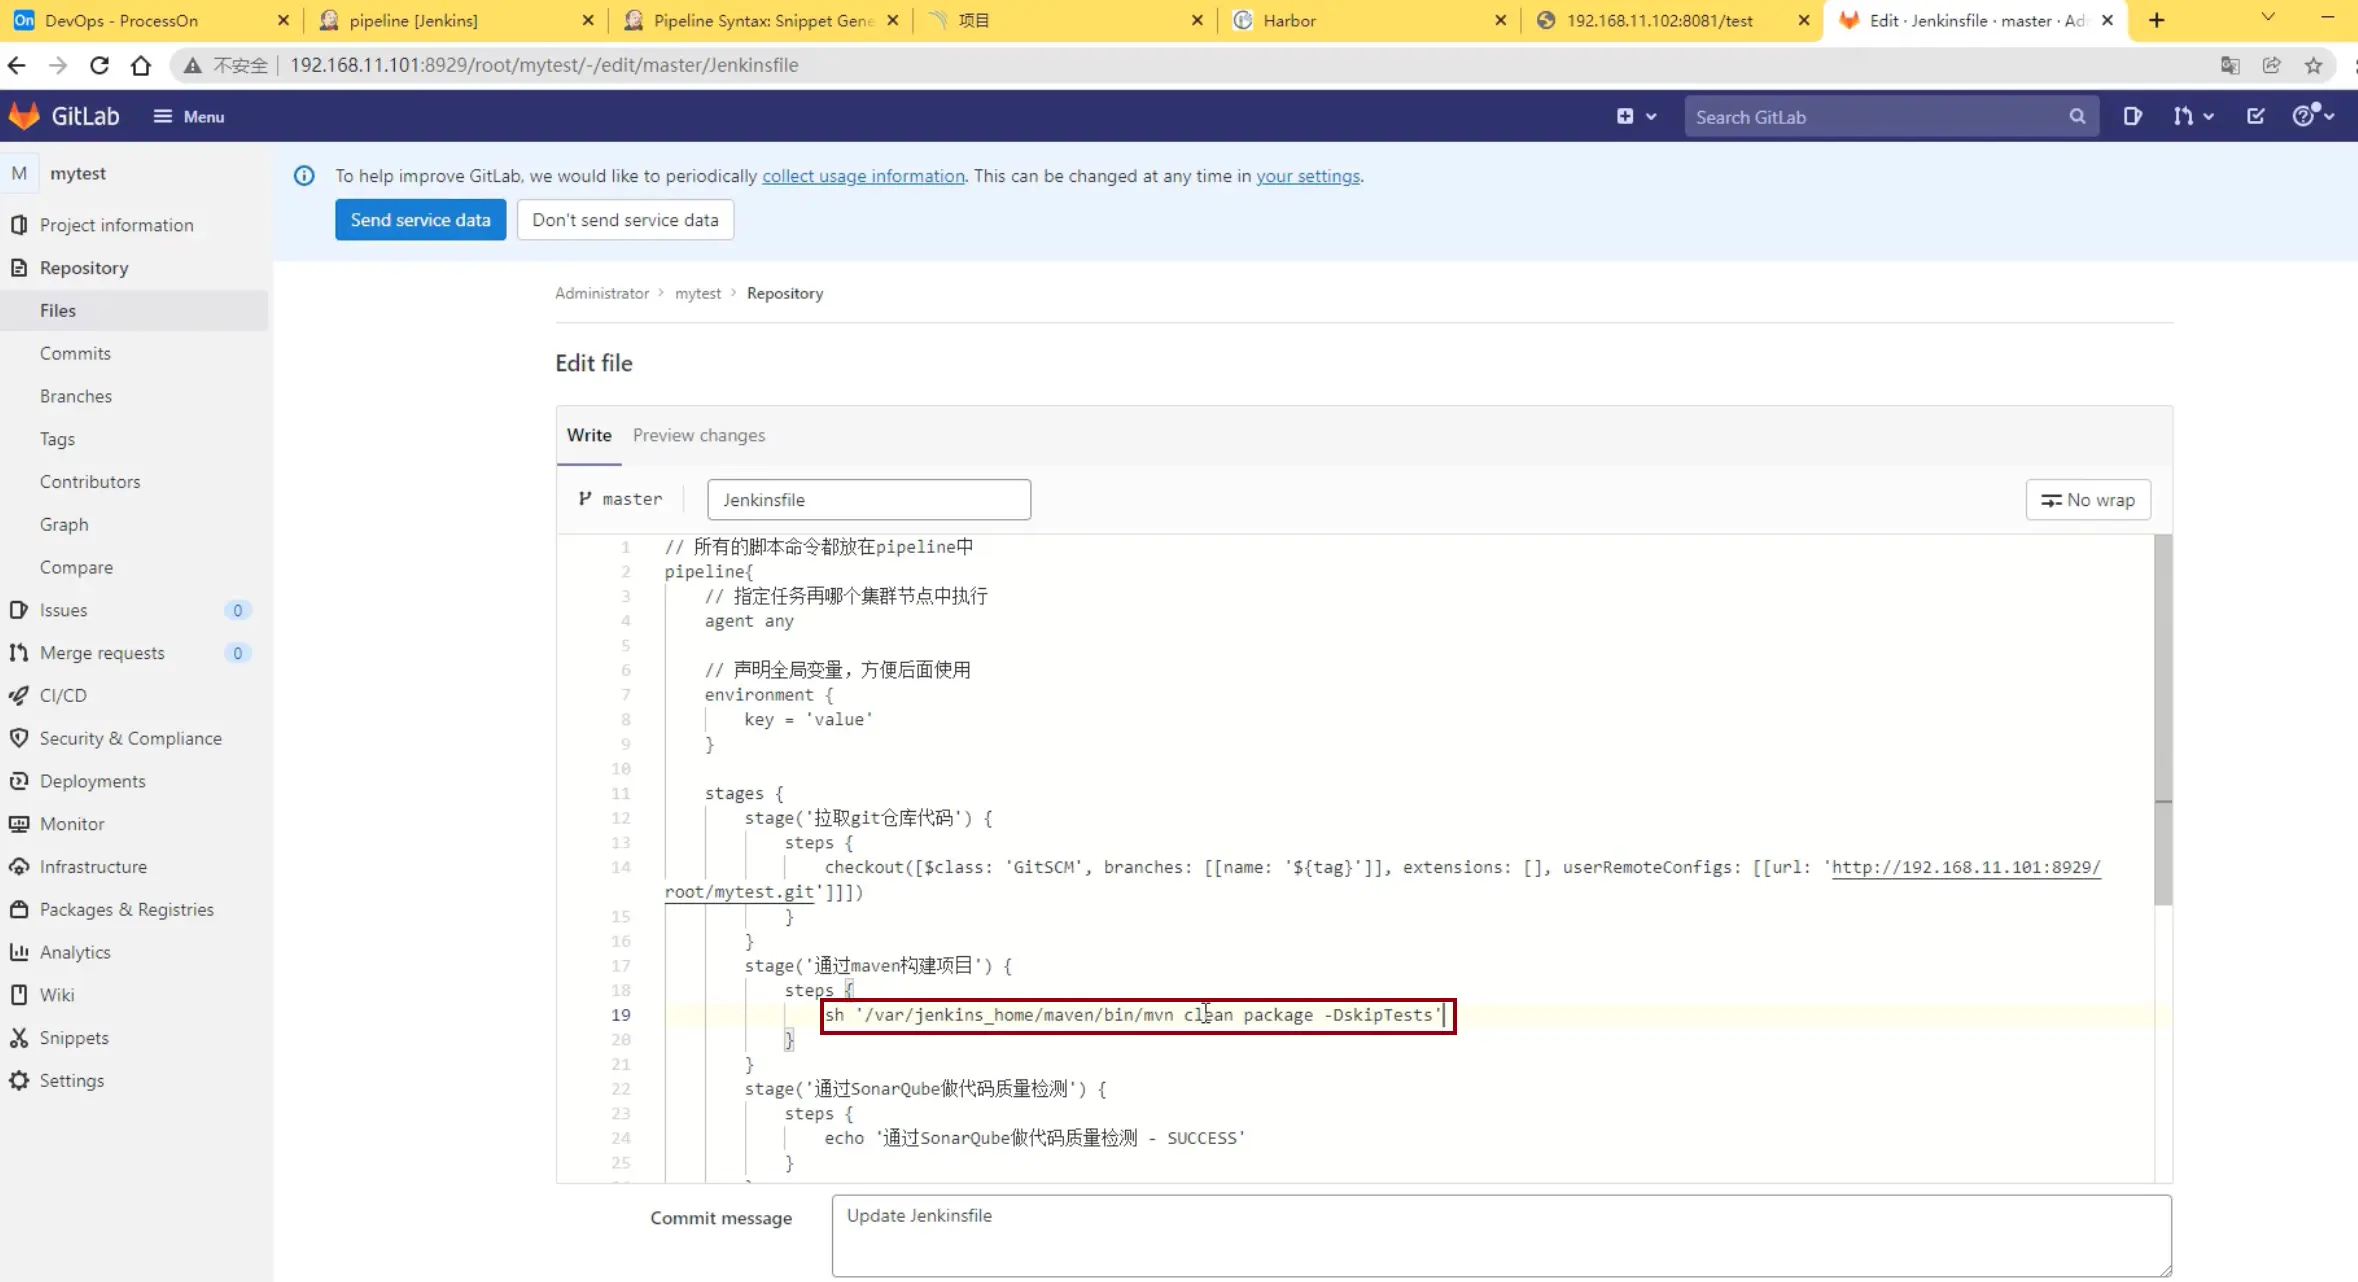 DevOps - ProcessOn
pipeline [Jenkins]
Pipeline Syntax: Snippet Gene
项目
Harbor
192.168.11.102:8081/test
Edit · Jenkinsfile · master · Ad
不安全
192.168.11.101:8929/root/mytest/-/edit/master/Jenkinsfile
GitLab
Menu
Search GitLab
M mytest
Project information
Repository
Files
Commits
Branches
Tags
Contributors
Graph
Compare
Issues 0
Merge requests 0
CI/CD
Security & Compliance
Deployments
Monitor
Infrastructure
Packages & Registries
Analytics
Wiki
Snippets
Settings
To help improve GitLab, we would like to periodically collect usage information. This can be changed at any time in your settings.
Send service data
Don't send service data
Administrator > mytest > Repository
Edit file
Write
Preview changes
master
Jenkinsfile
No wrap
1 // 所有的脚本命令都放在pipeline中
2 pipeline{
3 // 指定任务再哪个集群节点中执行
4 agent any
5
6 // 声明全局变量，方便后面使用
7 environment {
8 key = 'value'
9 }
10
11 stages {
12 stage('拉取git仓库代码') {
13 steps {
14 checkout([$class: 'GitSCM', branches: [[name: '${tag}']], extensions: [], userRemoteConfigs: [[url: 'http://192.168.11.101:8929/
root/mytest.git']]])
15 }
16 }
17 stage('通过maven构建项目') {
18 steps {
19 sh '/var/jenkins_home/maven/bin/mvn clean package -DskipTests'
20 }
21 }
22 stage('通过SonarQube做代码质量检测') {
23 steps {
24 echo '通过SonarQube做代码质量检测 - SUCCESS'
25 }
Commit message
Update Jenkinsfile